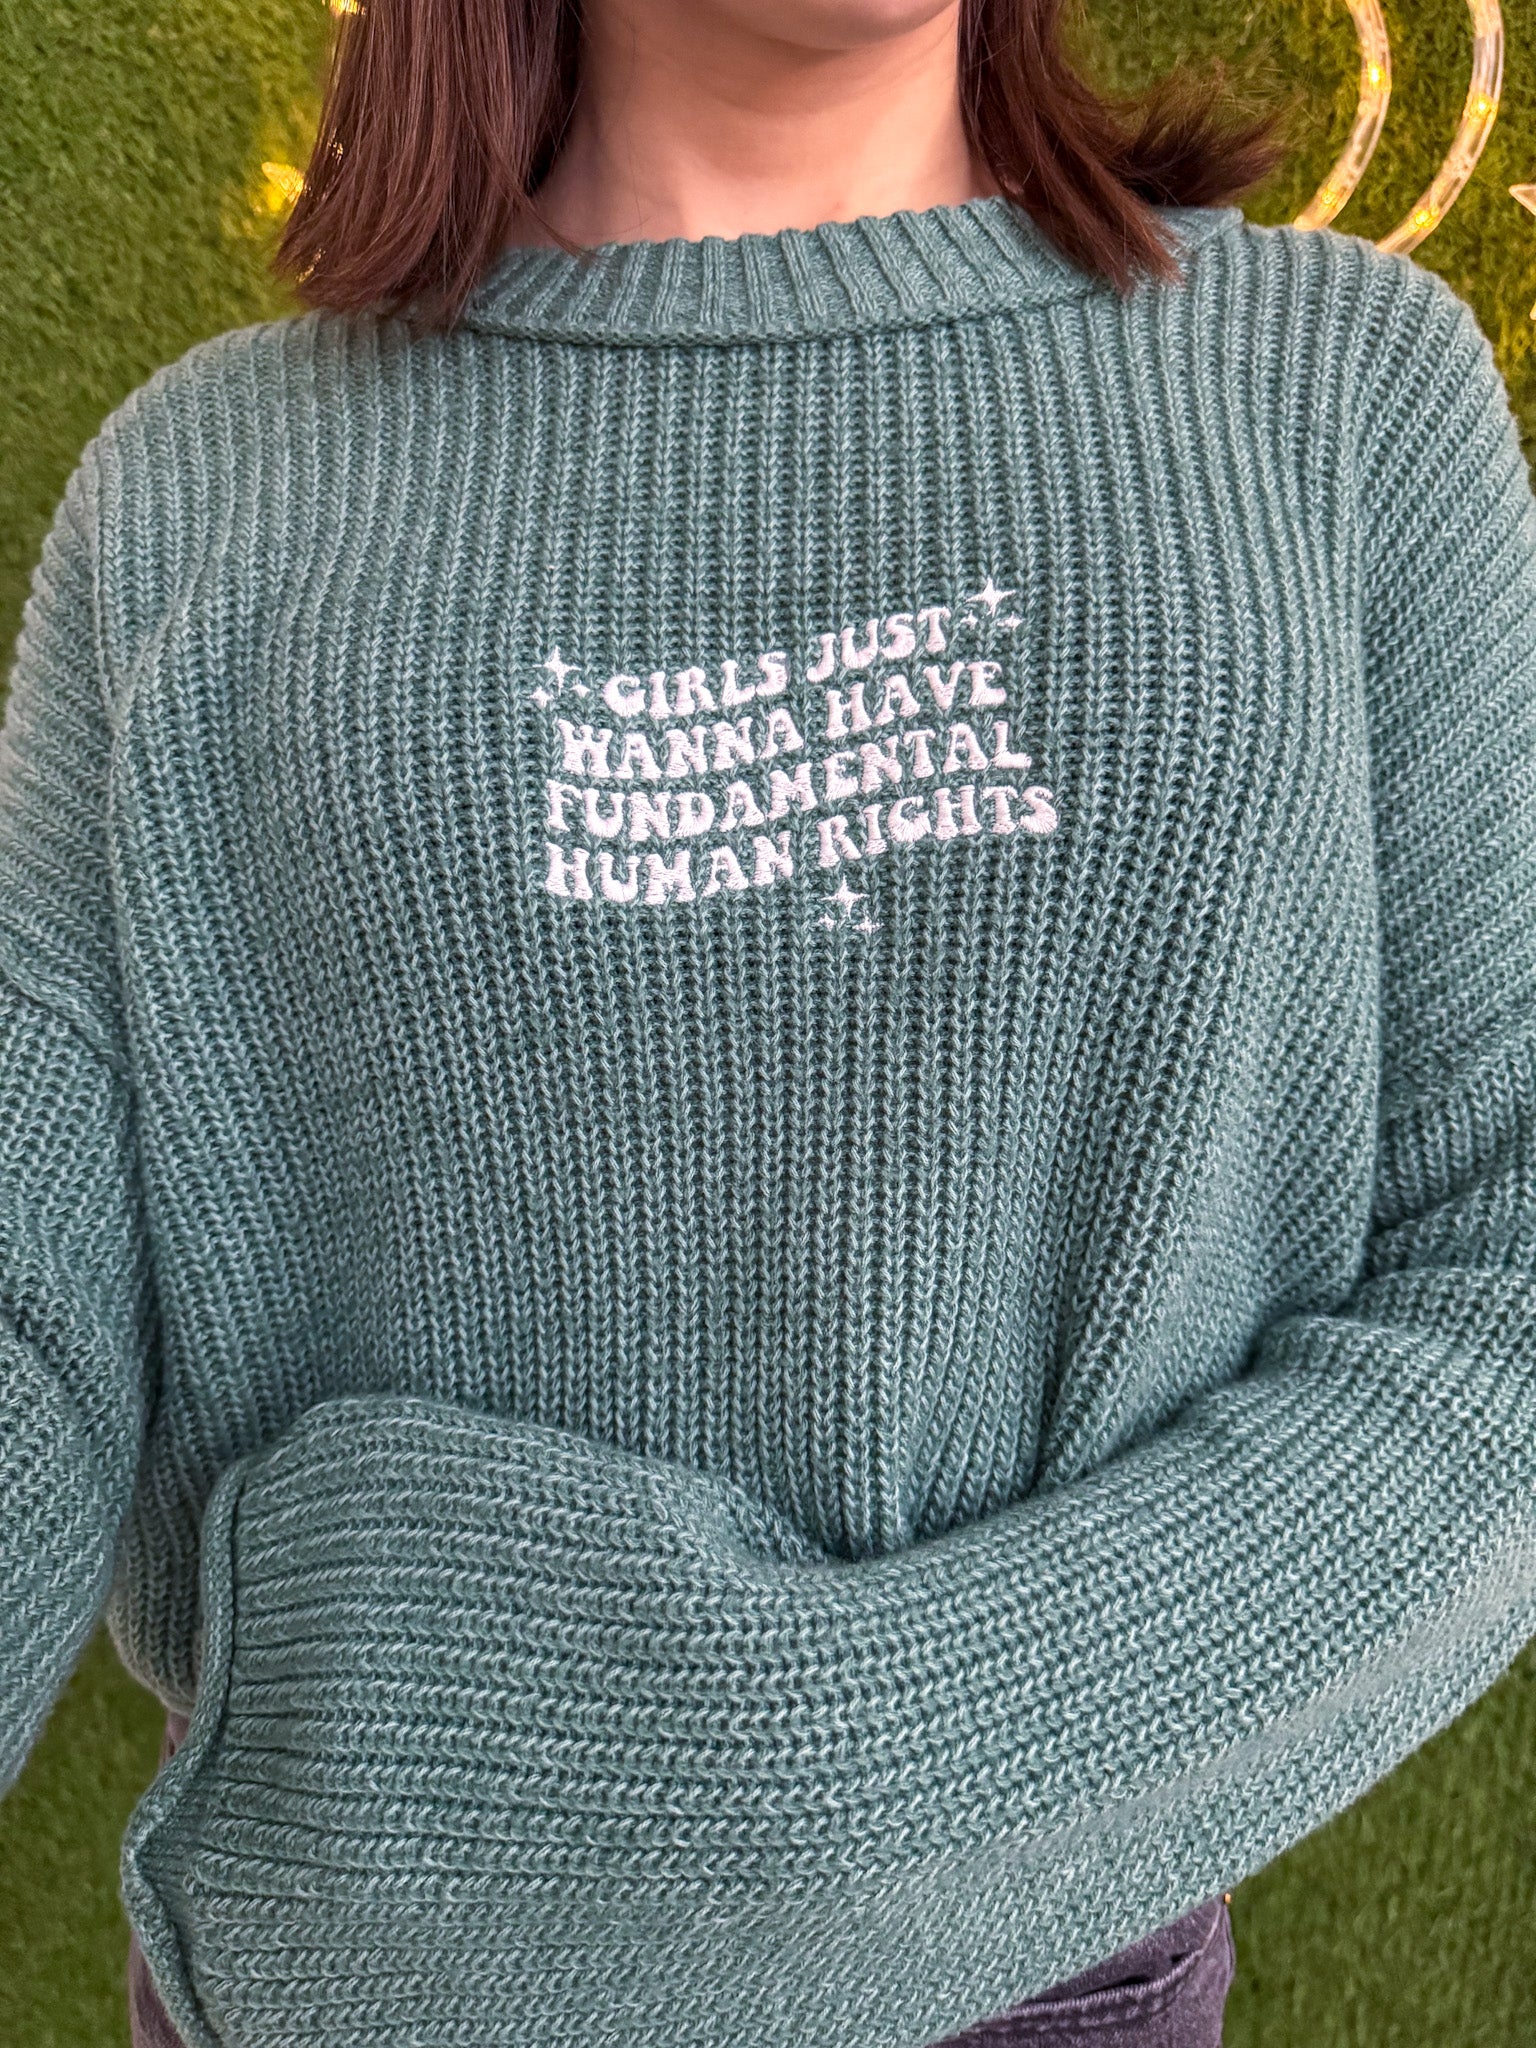 GIRLS JUST
WANNA HAVE
FUNDAMENTAL
HUMAN RIGHTS